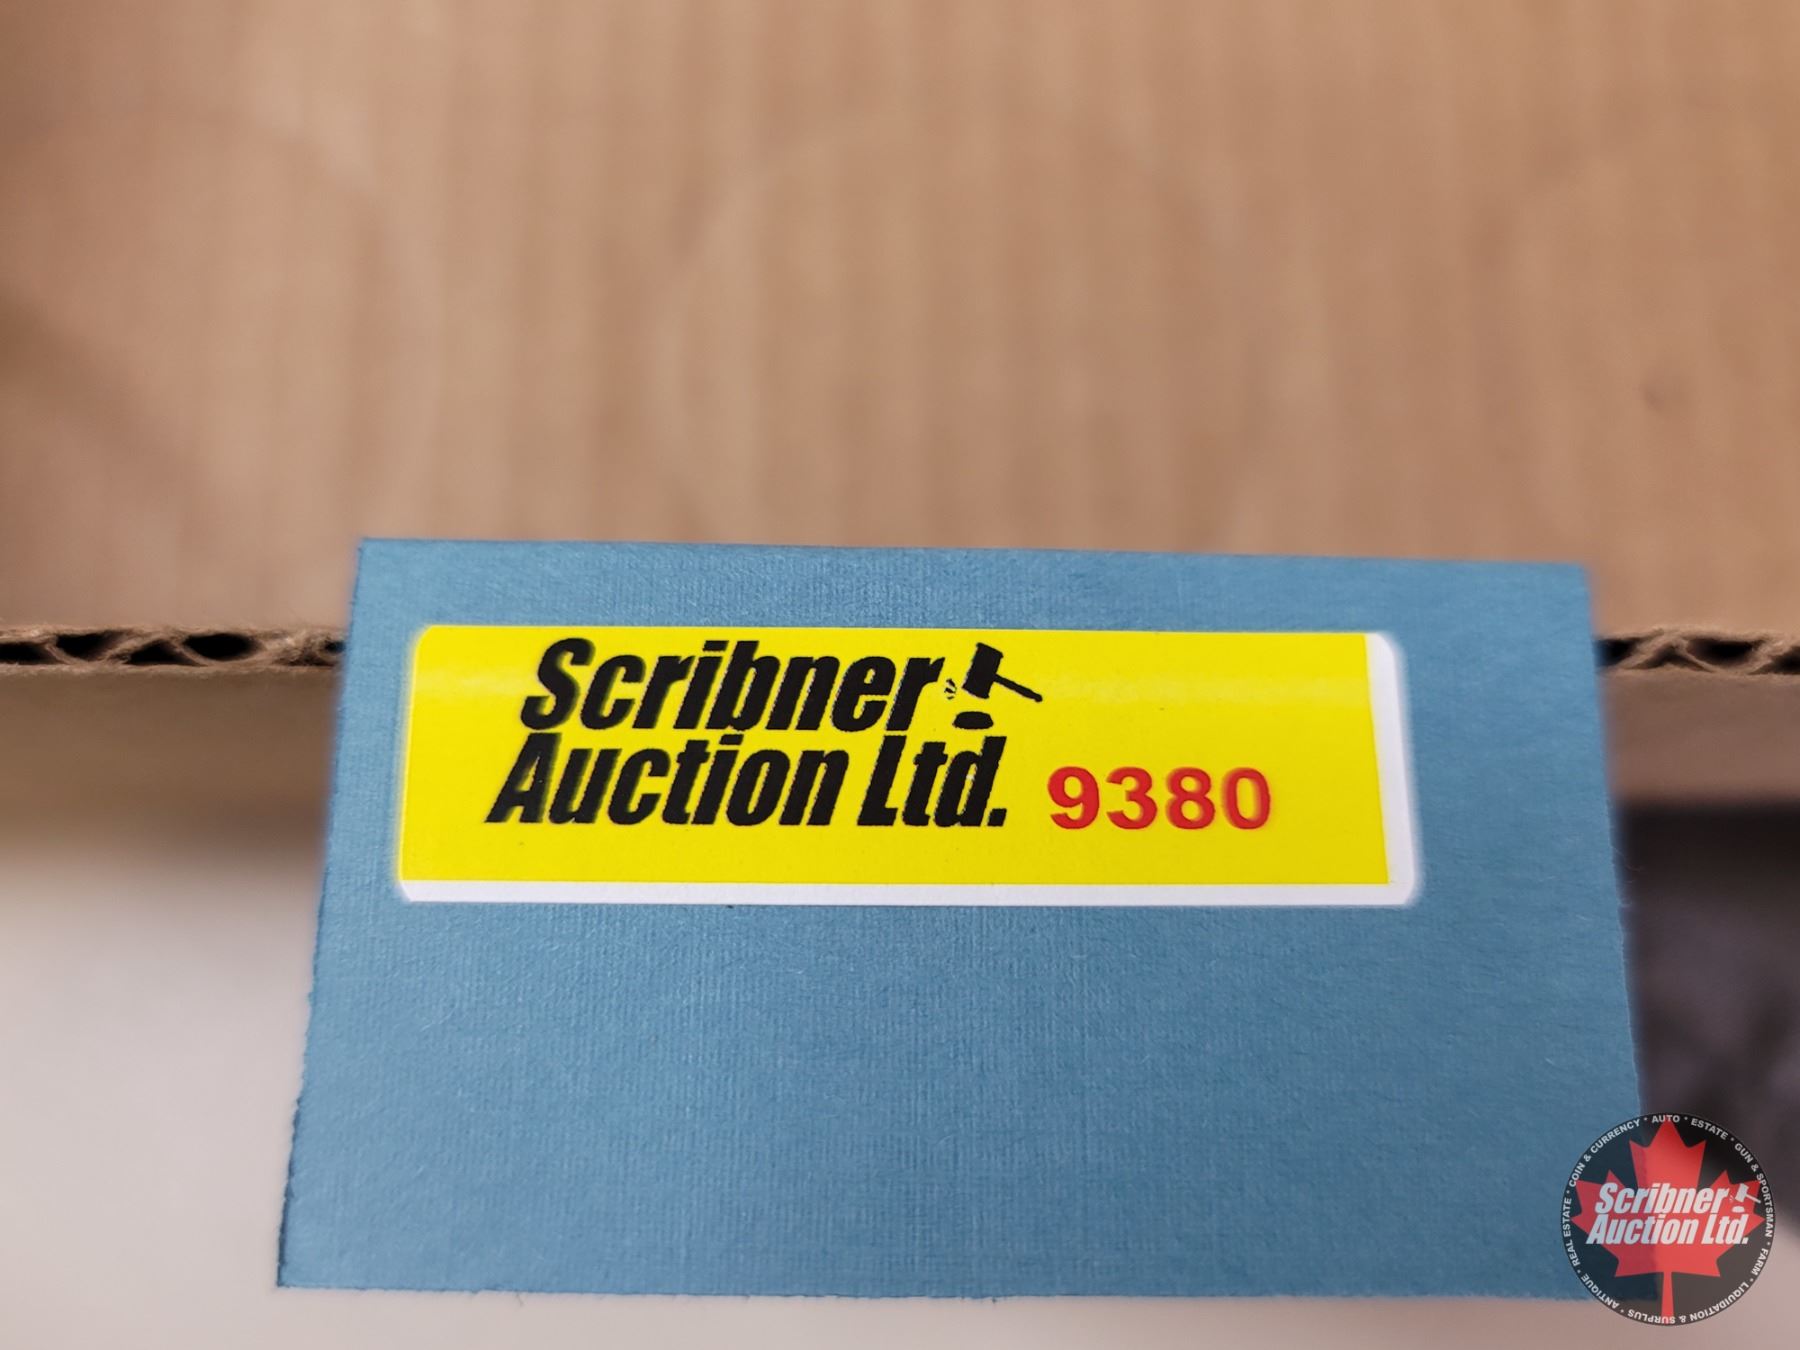 Scribner
Auction Ltd. 9380
COIN & CURRENCY * AUTO * ESTATE * GUN & SPORTSMAN * FARM * LIQUIDATION & SURPLUS * ANTIQUE * REAL ESTATE *
Scribner
Auction Ltd.